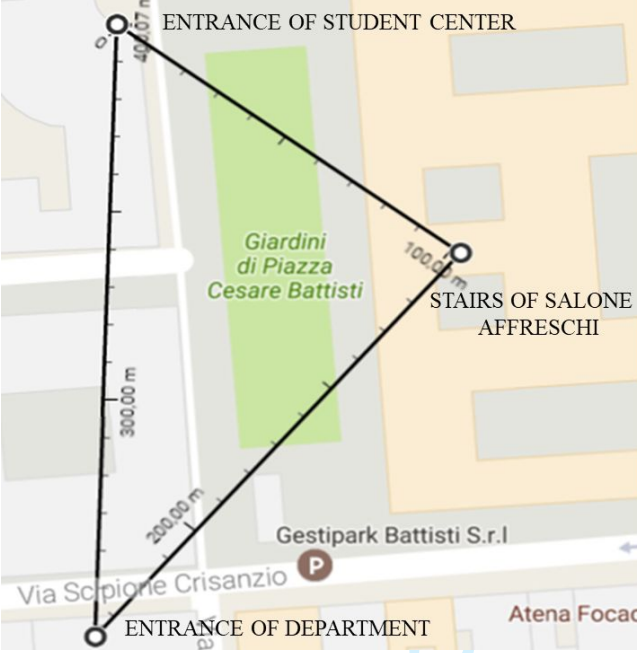 ENTRANCE OF STUDENT CENTER
0
400,07 m
Giardini
di Piazza
Cesare Battisti
100,00 m
STAIRS OF SALONE
AFFRESCHI
300,00 m
200,00 m
Gestipark Battisti S.r.l
P
Via Scipione Crisanzio
Atena Focac
ENTRANCE OF DEPARTMENT